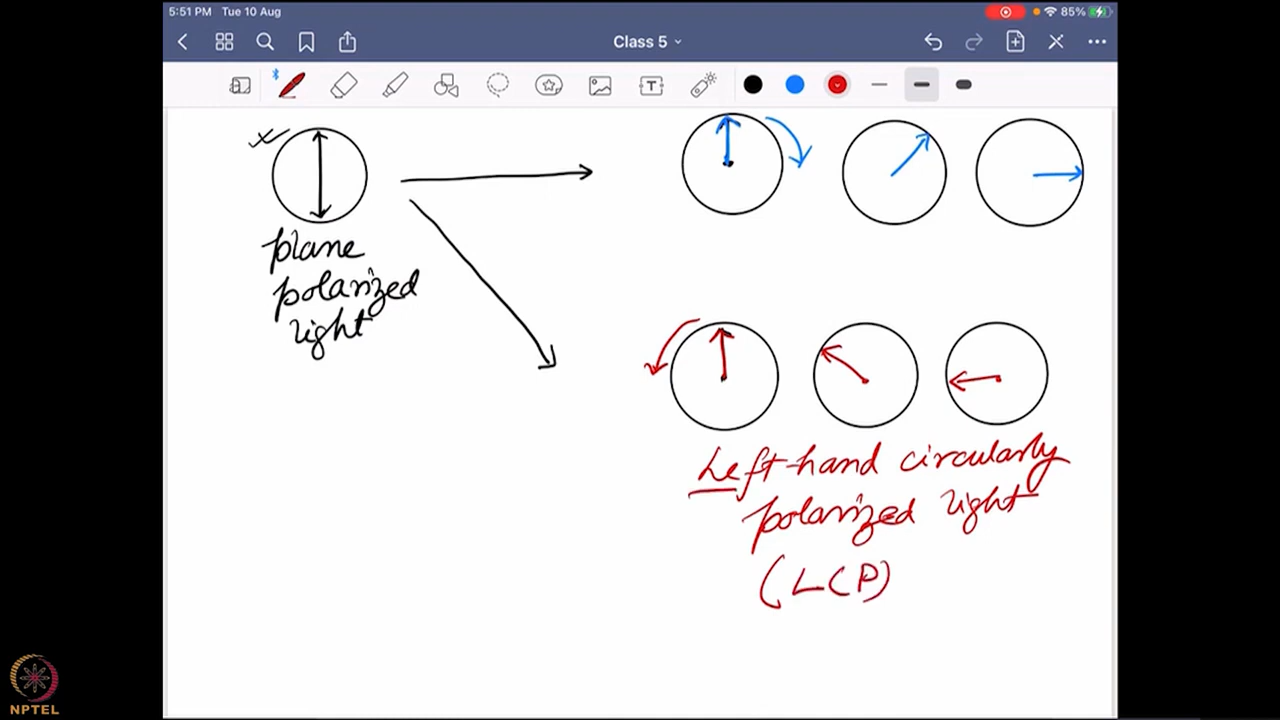 5:51 PM Tue 10 Aug
85%
Class 5
T
plane
polarized
light
Left-hand circularly
polarized light
(LCP)
NPTEL